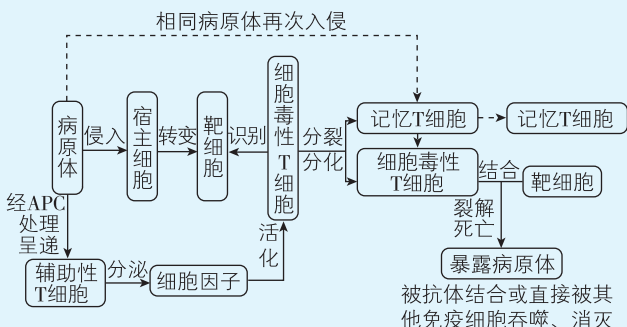 相同病原体再次入侵
病原体
侵入
宿主细胞
转变
靶细胞
识别
细胞毒性T细胞
分裂
分化
记忆T细胞
记忆T细胞
细胞毒性
T细胞
结合
靶细胞
裂解
死亡
暴露病原体
被抗体结合或直接被其
他免疫细胞吞噬、消灭
经APC
处理
呈递
辅助性
T细胞
分泌
细胞因子
活化